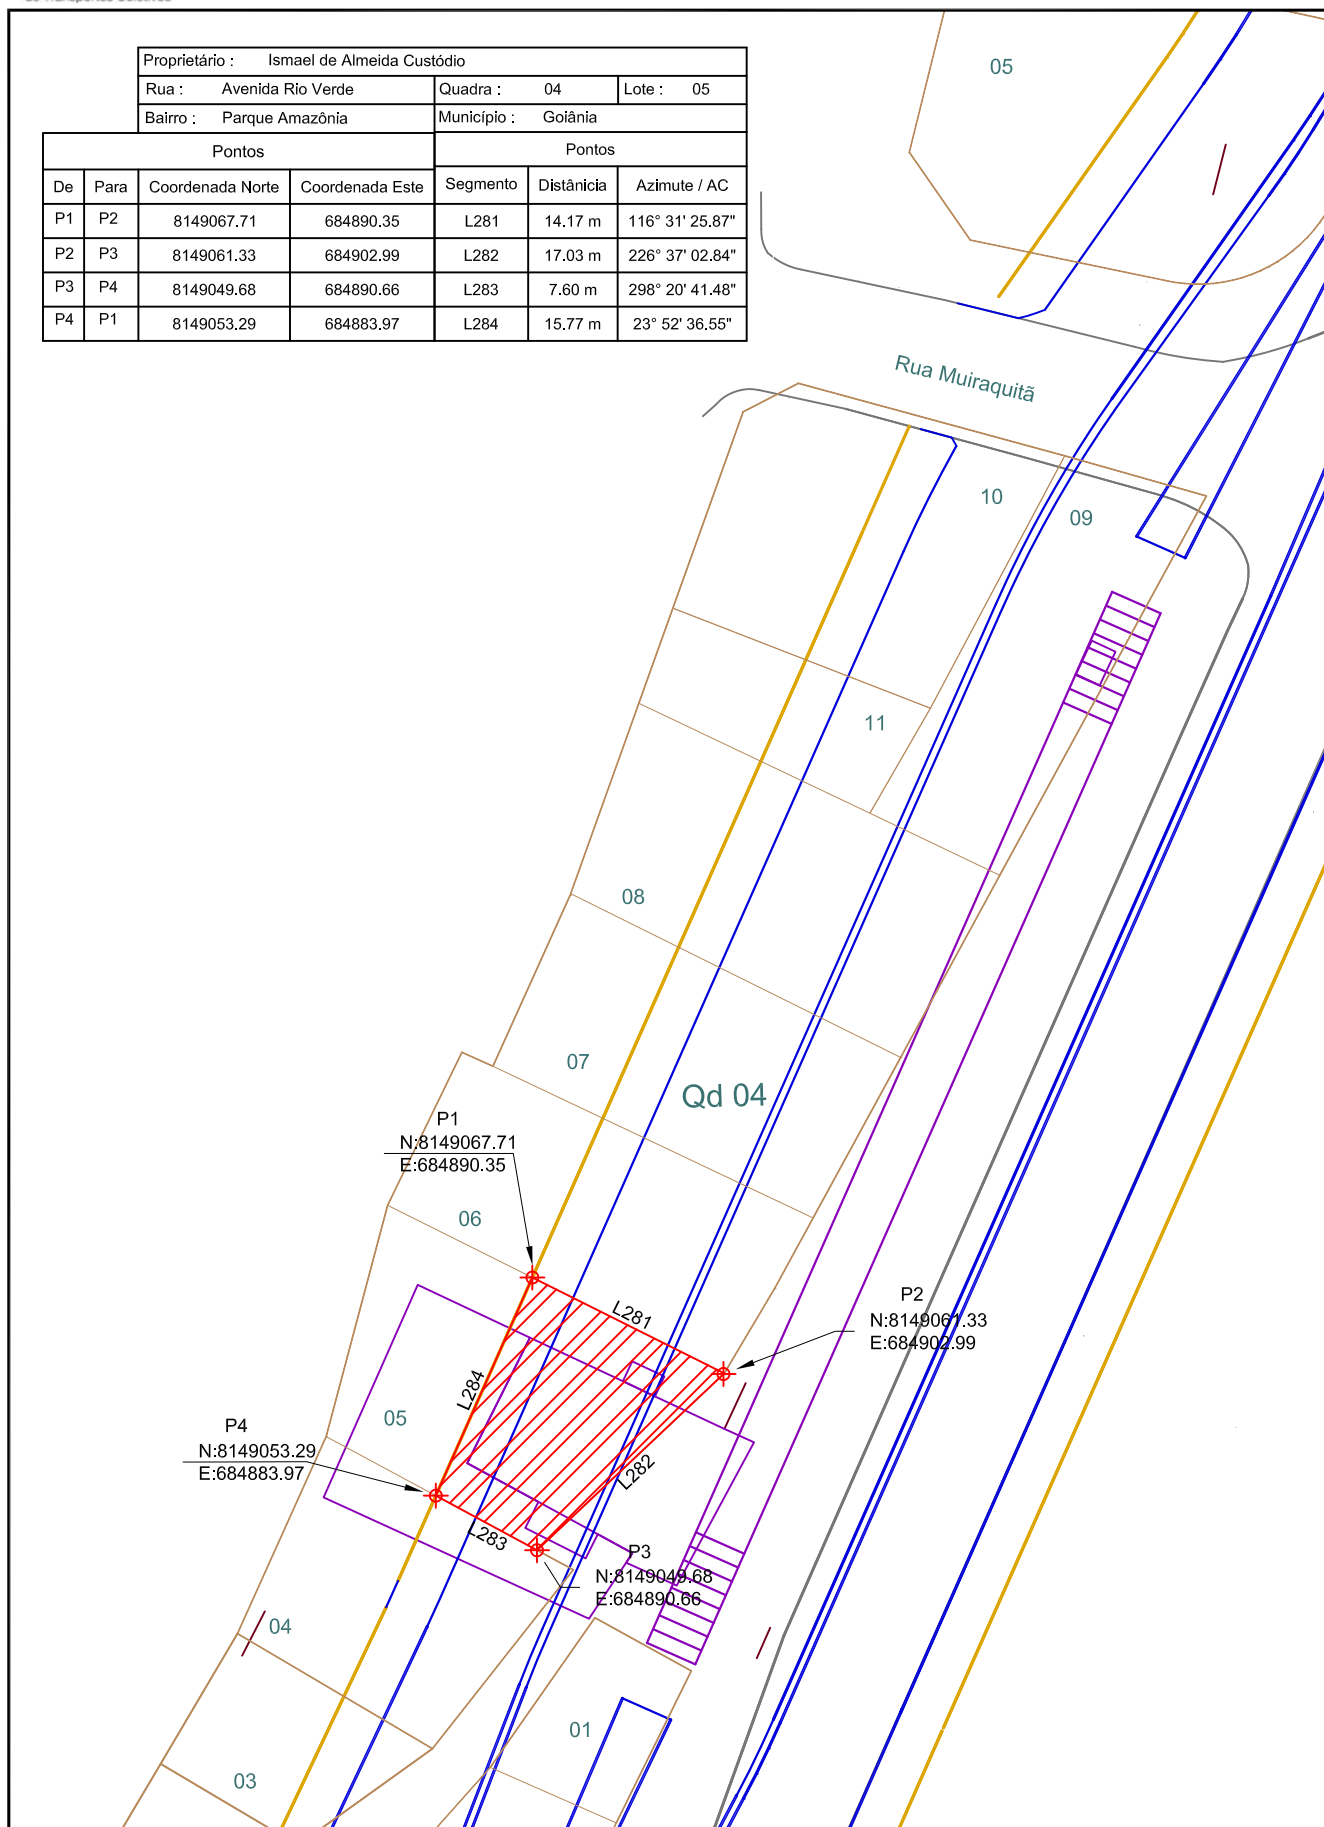 Proprietário : Ismael de Almeida Custódio
Rua : Avenida Rio Verde Quadra : 04 Lote : 05
Bairro : Parque Amazônia Município : Goiânia
Pontos Pontos
De Para Coordenada Norte Coordenada Este Segmento Distânicia Azimute / AC
P1 P2 8149067.71 684890.35 L281 14.17 m 116° 31' 25.87"
P2 P3 8149061.33 684902.99 L282 17.03 m 226° 37' 02.84"
P3 P4 8149049.68 684890.66 L283 7.60 m 298° 20' 41.48"
P4 P1 8149053.29 684883.97 L284 15.77 m 23° 52' 36.55"
05
Rua Muiraquitã
10
09
11
08
07
Qd 04
P1
N:8149067.71
E:684890.35
06
L281
P2
N:8149061.33
E:684902.99
L284
05
P4
N:8149053.29
E:684883.97
L282
L283
P3
N:8149049.68
E:684890.66
04
01
03